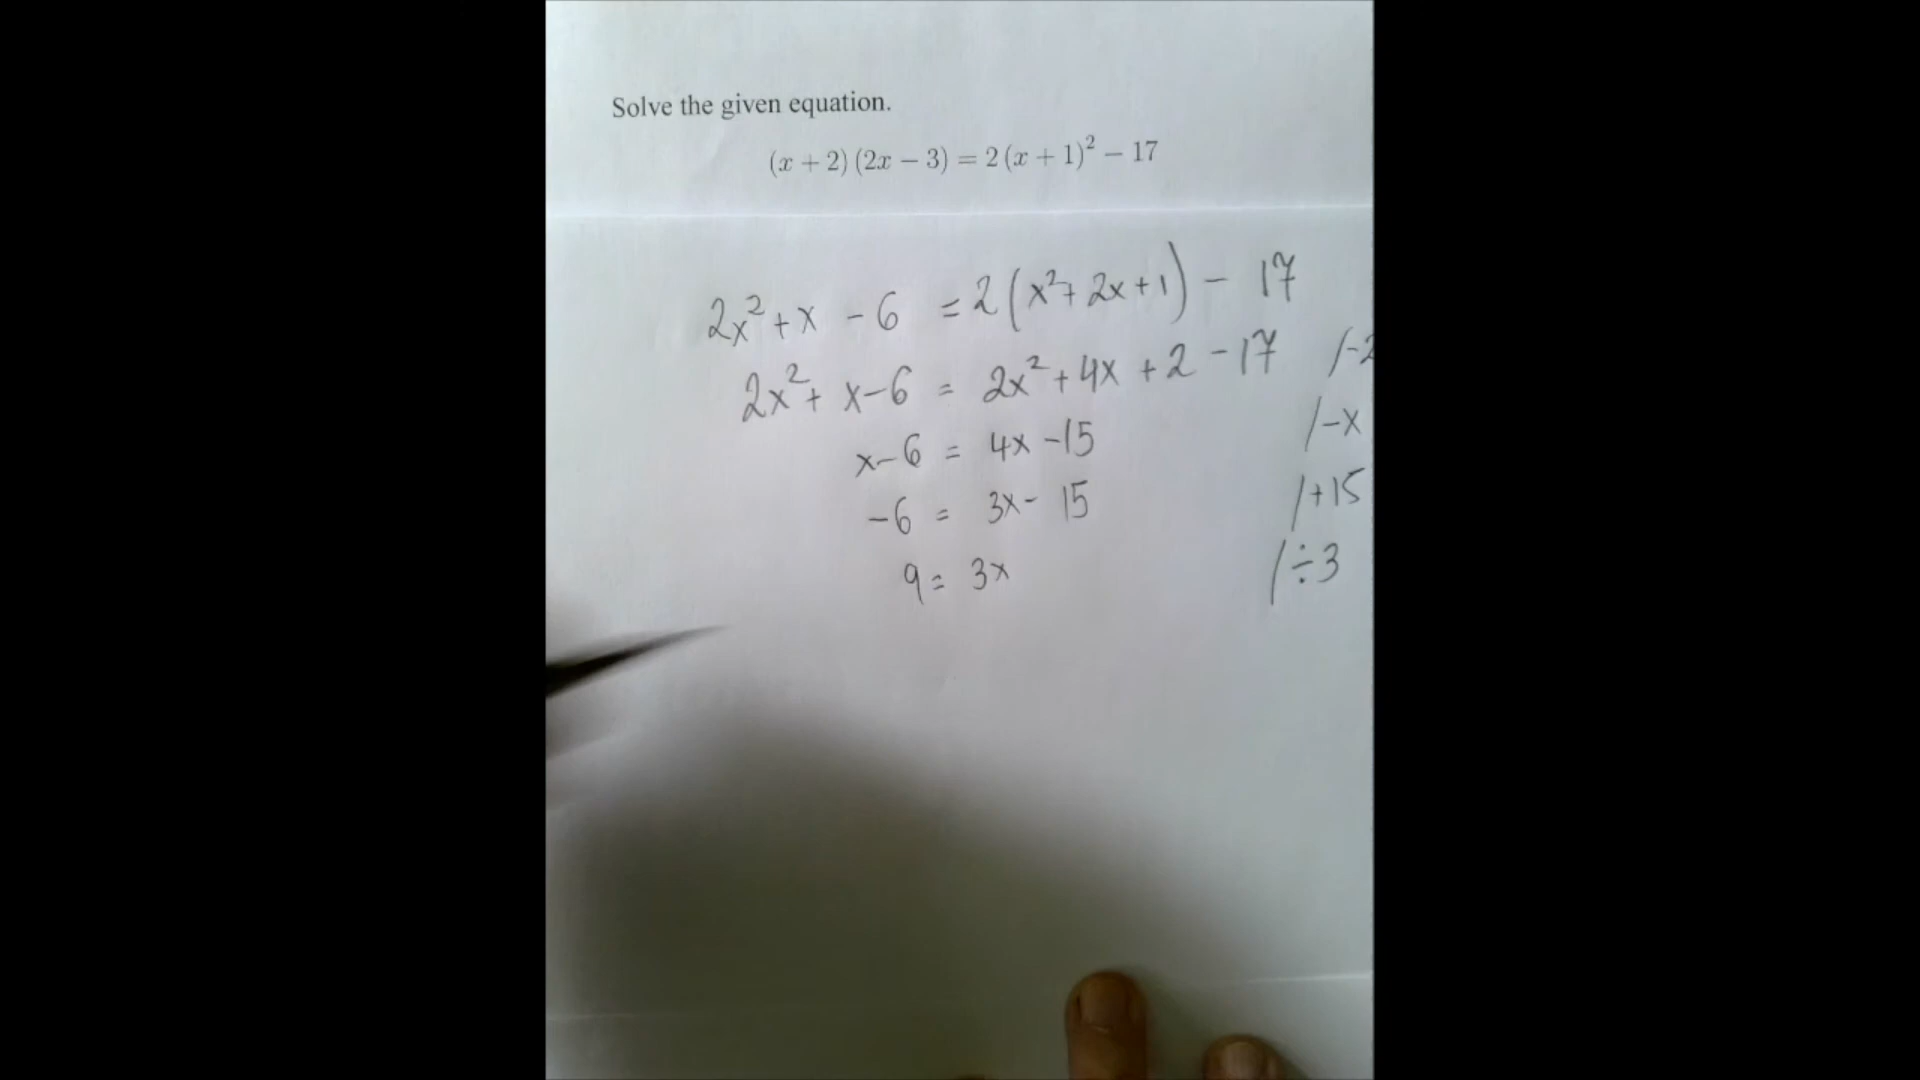 Solve the given equation.
(x + 2) (2x − 3) = 2 (x + 1)² − 17
2x² + x − 6 = 2 (x² + 2x + 1) − 17
2x² + x − 6 = 2x² + 4x + 2 − 17 /−2
x − 6 = 4x − 15 /−x
−6 = 3x − 15 /+15
9 = 3x /÷3